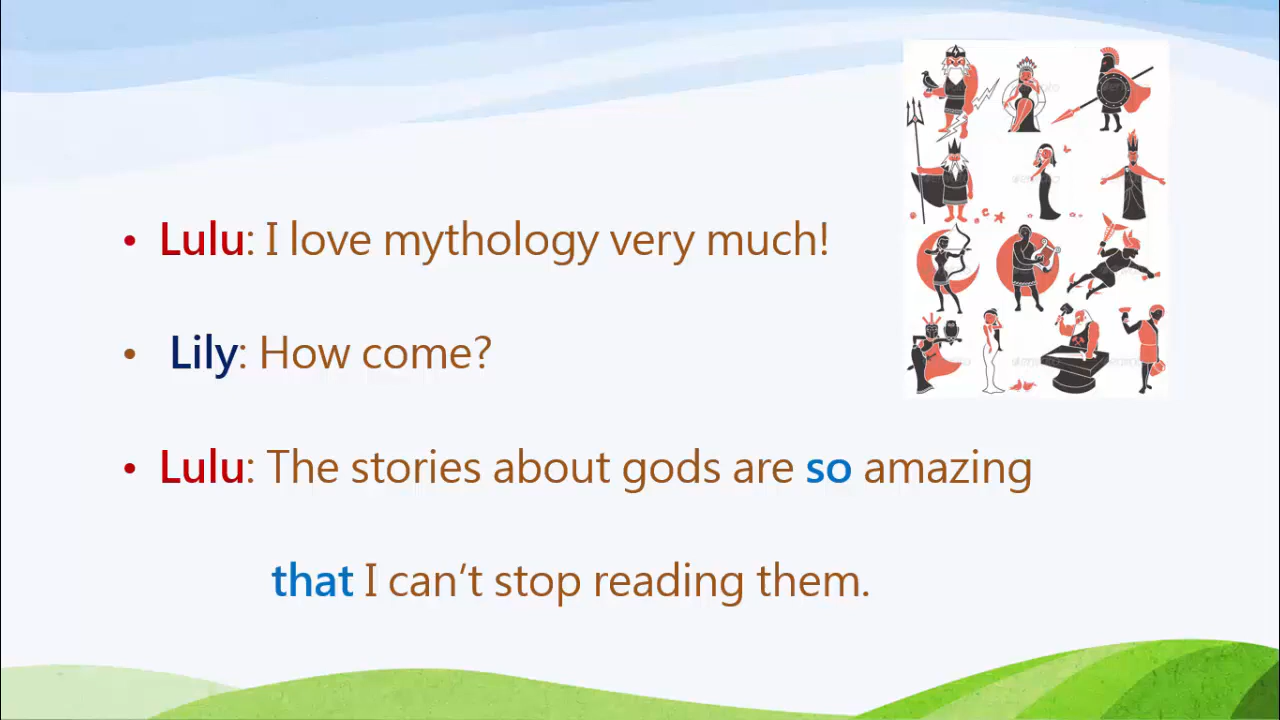 • Lulu: I love mythology very much!
• Lily: How come?
• Lulu: The stories about gods are so amazing
that I can’t stop reading them.